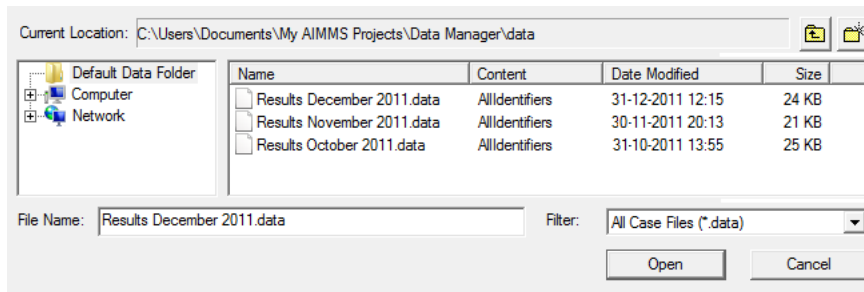 Current Location: C:\Users\Documents\My AIMMS Projects\Data Manager\data
Default Data Folder
Computer
Network
Name Content Date Modified Size
Results December 2011.data AllIdentifiers 31-12-2011 12:15 24 KB
Results November 2011.data AllIdentifiers 30-11-2011 20:13 21 KB
Results October 2011.data AllIdentifiers 31-10-2011 13:55 25 KB
File Name: Results December 2011.data Filter: All Case Files (*.data)
Open Cancel